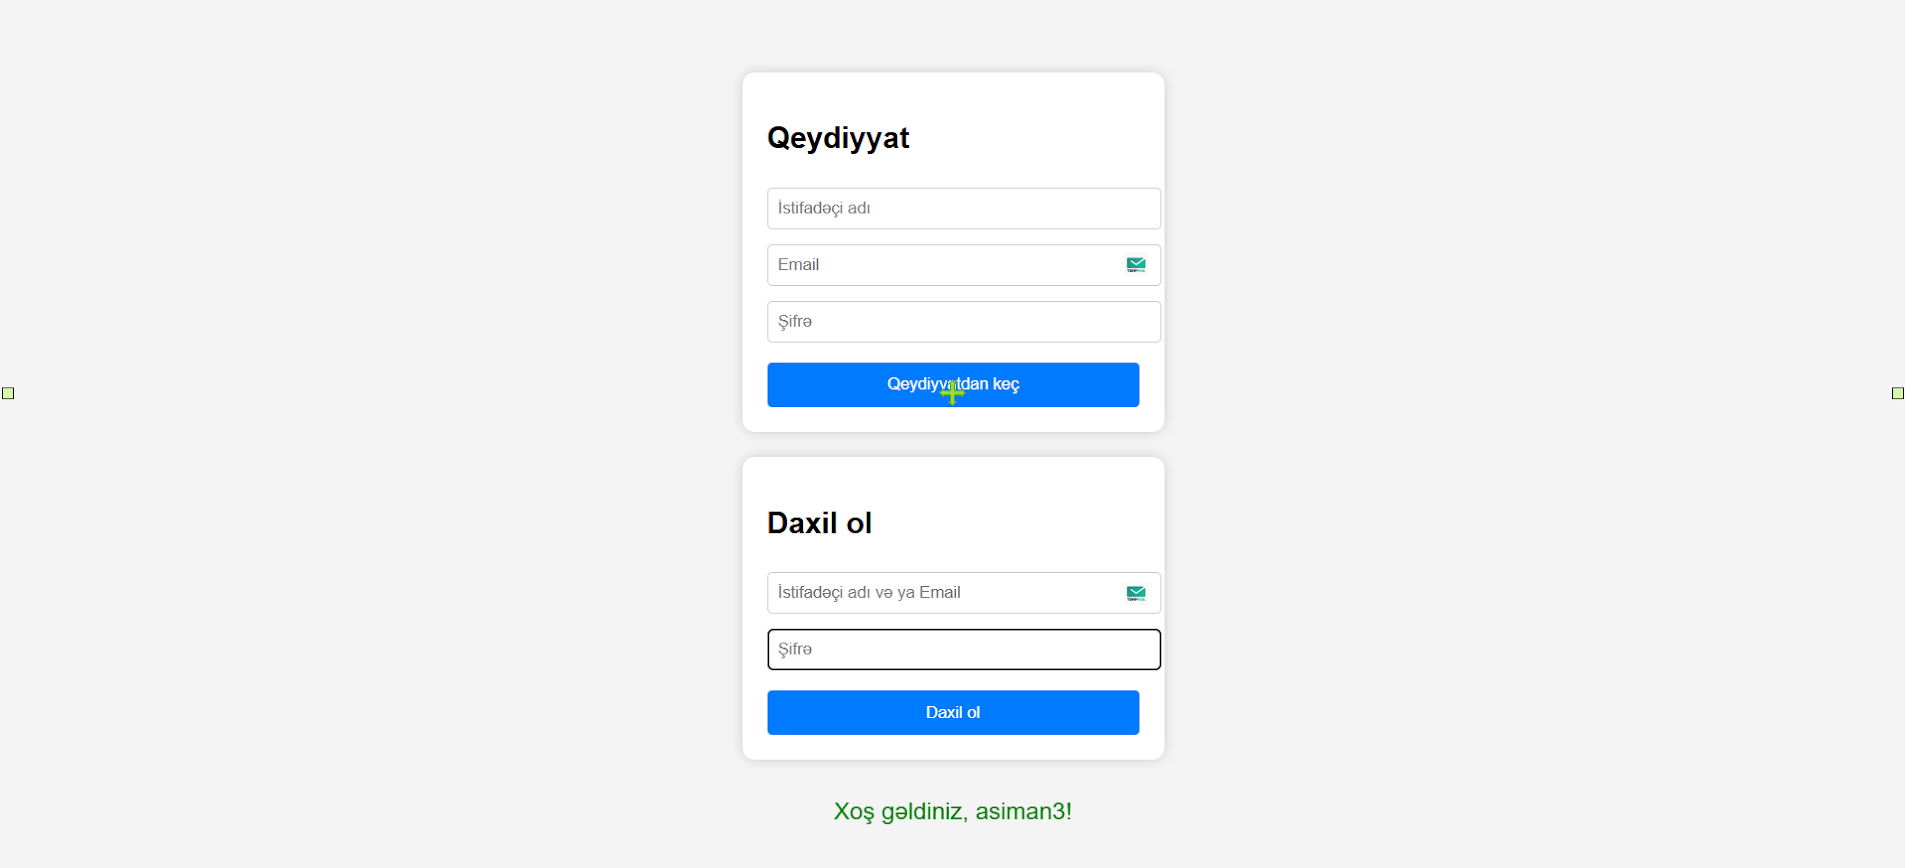 Qeydiyyat
İstifadəçi adı
Email
Şifrə
Qeydiyyatdan keç
Daxil ol
İstifadəçi adı və ya Email
Şifrə
Daxil ol
Xoş gəldiniz, asiman3!